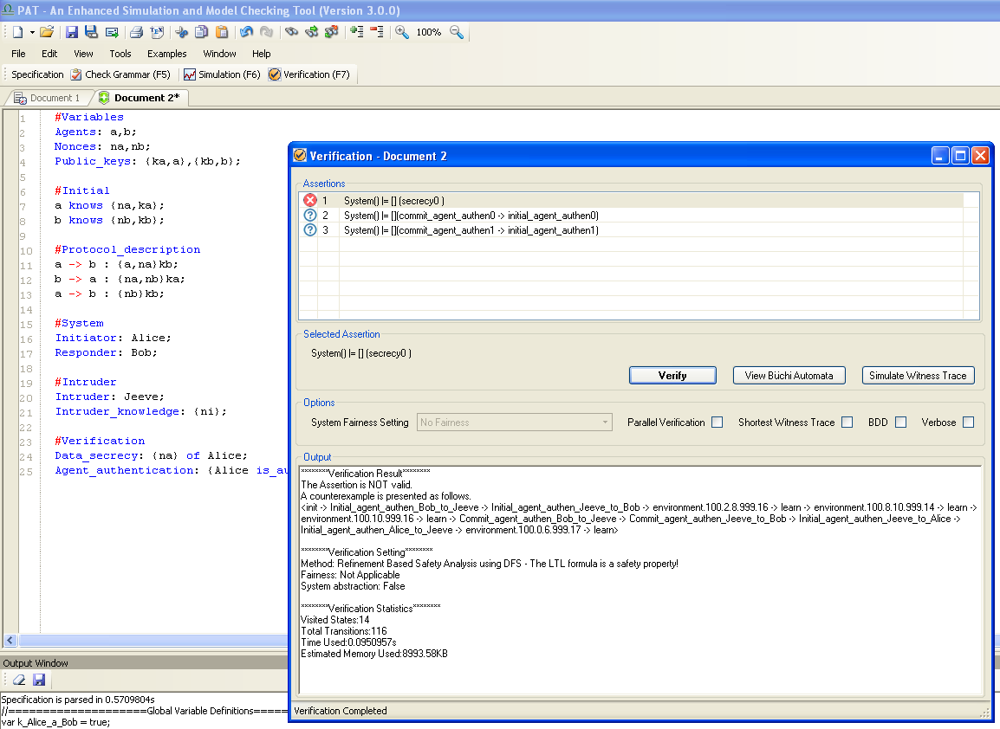 PAT - An Enhanced Simulation and Model Checking Tool (Version 3.0.0)
100%
File Edit View Tools Examples Window Help
Specification Check Grammar (F5) Simulation (F6) Verification (F7)
Document 1 Document 2*
1 #Variables
2 Agents: a,b;
3 Nonces: na,nb;
4 Public_keys: {ka,a},{kb,b};
5
6 #Initial
7 a knows {na,ka};
8 b knows {nb,kb};
9
10 #Protocol_description
11 a -> b : {a,na}kb;
12 b -> a : {na,nb}ka;
13 a -> b : {nb}kb;
14
15 #System
16 Initiator: Alice;
17 Responder: Bob;
18
19 #Intruder
20 Intruder: Jeeve;
21 Intruder_knowledge: {ni};
22
23 #Verification
24 Data_secrecy: {na} of Alice;
25 Agent_authentication: {Alice is_au
Output Window
Specification is parsed in 0.5709804s
//=====================Global Variable Definitions=====
var k_Alice_a_Bob = true;
Verification - Document 2
Assertions
1 System() |= [] (secrecy0 )
2 System() |= [](commit_agent_authen0 -> initial_agent_authen0)
3 System() |= [](commit_agent_authen1 -> initial_agent_authen1)
Selected Assertion
System() |= [] (secrecy0 )
Verify View Büchi Automata Simulate Witness Trace
Options
System Fairness Setting No Fairness Parallel Verification Shortest Witness Trace BDD Verbose
Output
********Verification Result********
The Assertion is NOT valid.
A counterexample is presented as follows.
<init -> Initial_agent_authen_Bob_to_Jeeve -> Initial_agent_authen_Jeeve_to_Bob -> environment.100.2.8.999.16 -> learn -> environment.100.8.10.999.14 -> learn ->
environment.100.10.999.16 -> learn -> Commit_agent_authen_Bob_to_Jeeve -> Commit_agent_authen_Jeeve_to_Bob -> Initial_agent_authen_Jeeve_to_Alice ->
Initial_agent_authen_Alice_to_Jeeve -> environment.100.0.6.999.17 -> learn>
********Verification Setting********
Method: Refinement Based Safety Analysis using DFS - The LTL formula is a safety property!
Fairness: Not Applicable
System abstraction: False
********Verification Statistics********
Visited States:14
Total Transitions:116
Time Used:0.0950957s
Estimated Memory Used:8993.58KB
Verification Completed